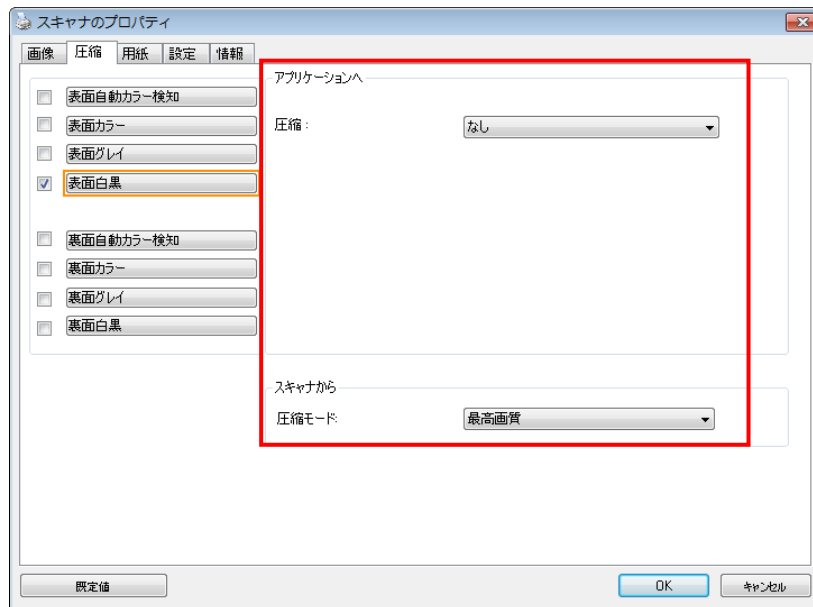 スキャナのプロパティ
画像 圧縮 用紙 設定 情報
表面自動カラー検知
表面カラー
表面グレイ
表面白黒
裏面自動カラー検知
裏面カラー
裏面グレイ
裏面白黒
アプリケーションへ
圧縮： なし
スキャナから
圧縮モード: 最高画質
既定値 OK キャンセル